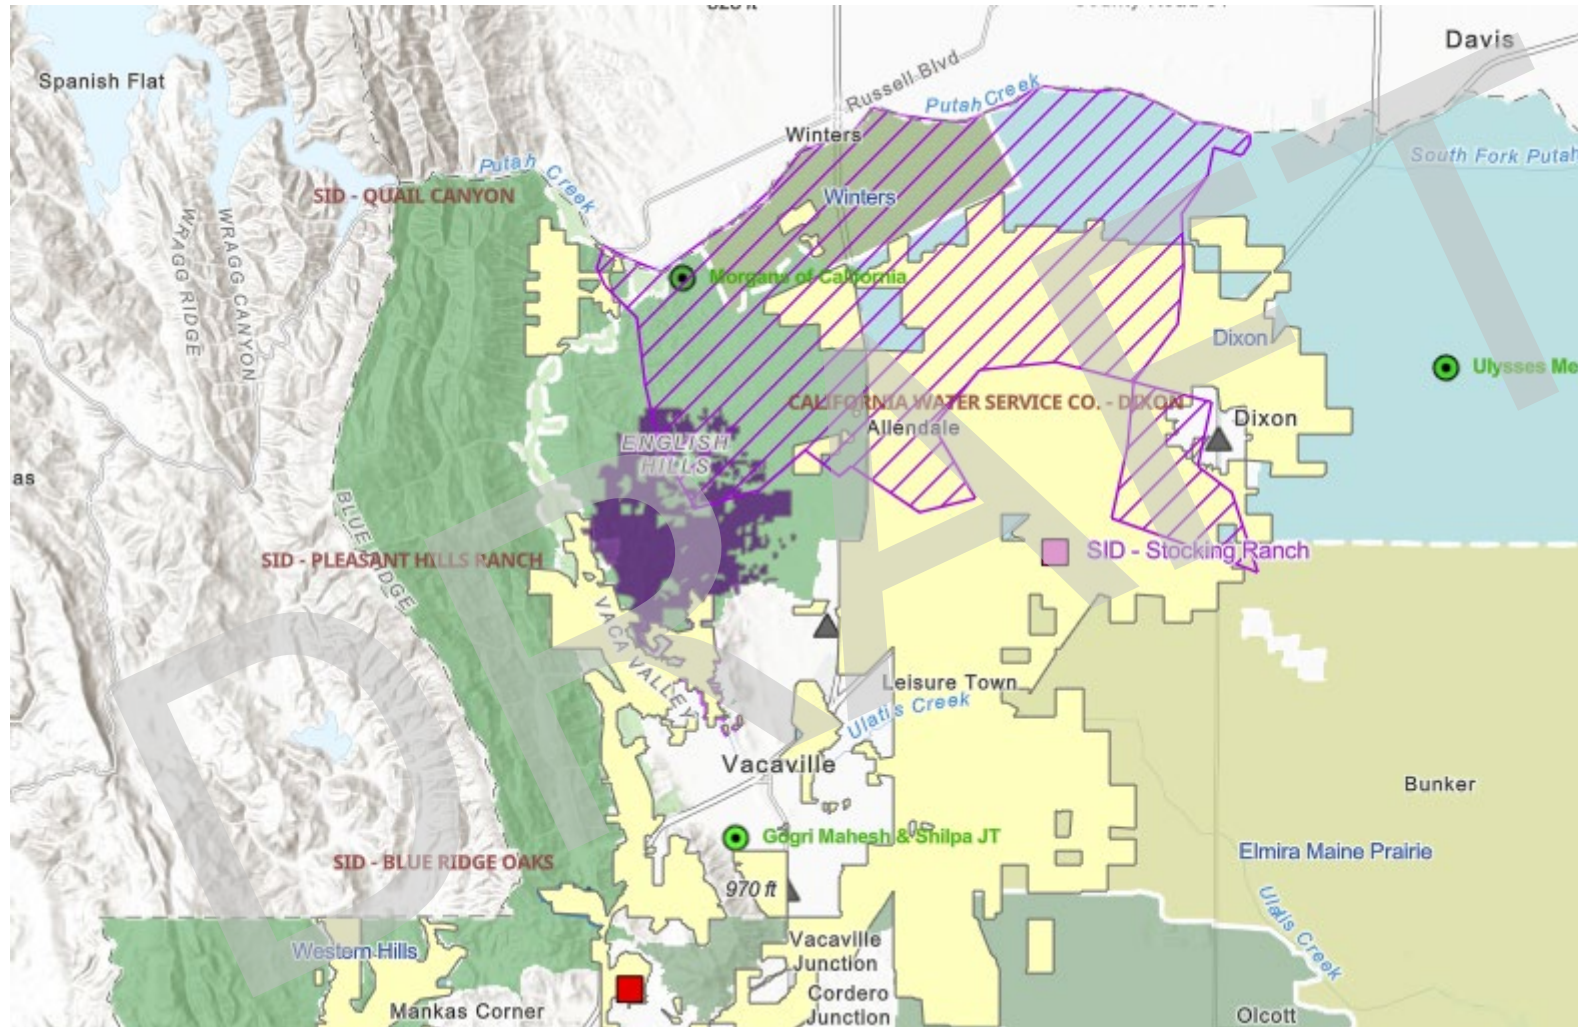 Davis
Spanish Flat
Russell Blvd
Putah Creek
Winters
South Fork Putah
Putah Creek
SID - QUAIL CANYON
Winters
WRAGG RIDGE
WRAGG CANYON
Morgans of California
Dixon
Ulysses Me
CALIFORNIA WATER SERVICE CO. - DIXON
Dixon
Allendale
ENGLISH
HILLS
as
BLUE RIDGE
SID - PLEASANT HILLS RANCH
SID - Stocking Ranch
VACA VALLEY
Leisure Town
Ulatis Creek
Vacaville
Bunker
Gogri Mahesh & Shilpa JT
Elmira Maine Prairie
SID - BLUE RIDGE OAKS
970 ft
Ulatis Creek
Western Hills
Vacaville
Junction
Cordero
Junction
Mankas Corner
Olcott
DRAFT